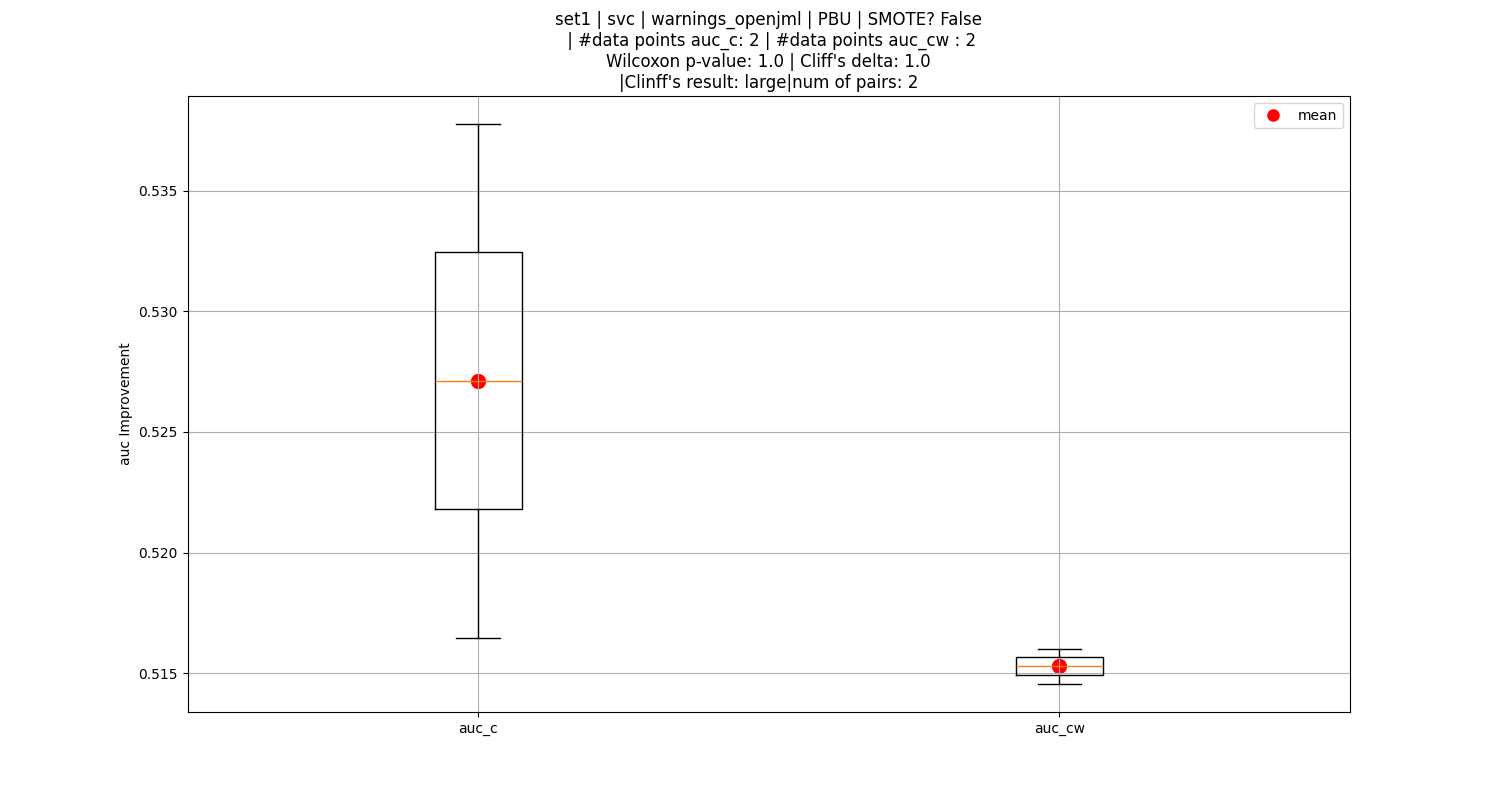 set1 | svc | warnings_openjml | PBU | SMOTE? False
| #data points auc_c: 2 | #data points auc_cw : 2
Wilcoxon p-value: 1.0 | Cliff's delta: 1.0
|Clinff's result: large|num of pairs: 2
mean
0.535
0.530
0.525
0.520
0.515
auc Improvement
auc_c
auc_cw